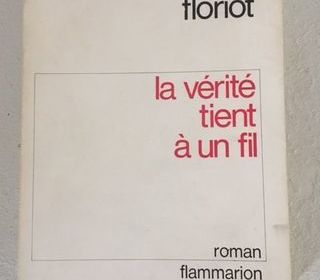 floriot
la vérité
tient
à un fil
roman
flammarion